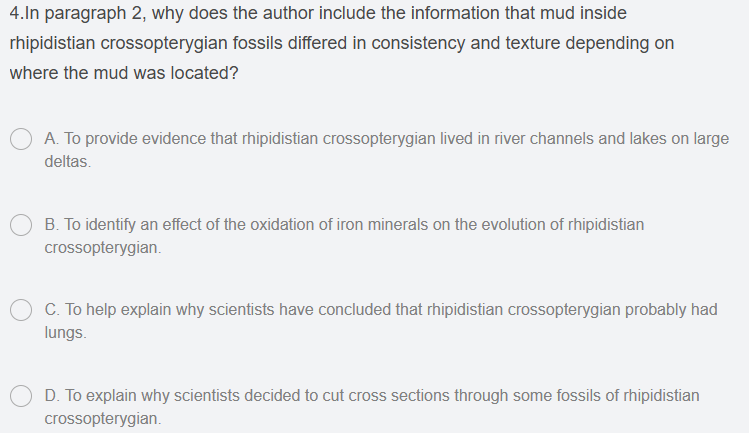 4.In paragraph 2, why does the author include the information that mud inside
rhipidistian crossopterygian fossils differed in consistency and texture depending on
where the mud was located?
A. To provide evidence that rhipidistian crossopterygian lived in river channels and lakes on large
deltas.
B. To identify an effect of the oxidation of iron minerals on the evolution of rhipidistian
crossopterygian.
C. To help explain why scientists have concluded that rhipidistian crossopterygian probably had
lungs.
D. To explain why scientists decided to cut cross sections through some fossils of rhipidistian
crossopterygian.